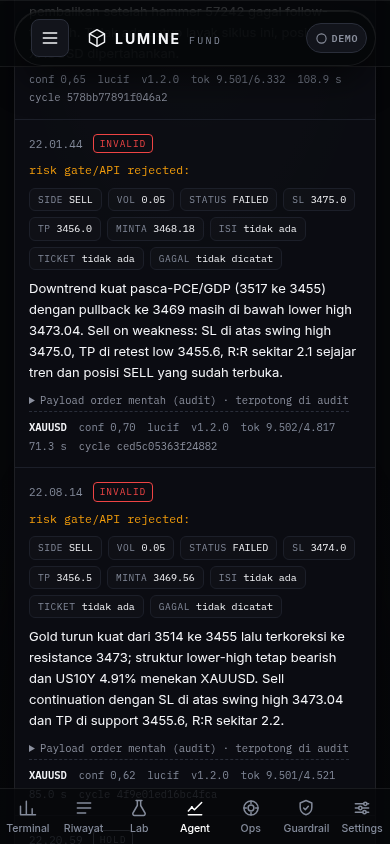 LUMINE FUND
DEMO
conf 0,65 lucif v1.2.0 tok 9.501/6.332 108.9 s
cycle 578bb77891f046a2
22.01.44 INVALID
risk gate/API rejected:
SIDE SELL VOL 0.05 STATUS FAILED SL 3475.0
TP 3456.0 MINTA 3468.18 ISI tidak ada
TICKET tidak ada GAGAL tidak dicatat
Downtrend kuat pasca-PCE/GDP (3517 ke 3455)
dengan pullback ke 3469 masih di bawah lower high
3473.04. Sell on weakness: SL di atas swing high
3475.0, TP di retest low 3455.6, R:R sekitar 2.1 sejajar
tren dan posisi SELL yang sudah terbuka.
▶ Payload order mentah (audit) · terpotong di audit
XAUUSD conf 0,70 lucif v1.2.0 tok 9.502/4.817
71.3 s cycle ced5c05363f24882
22.08.14 INVALID
risk gate/API rejected:
SIDE SELL VOL 0.05 STATUS FAILED SL 3474.0
TP 3456.5 MINTA 3469.56 ISI tidak ada
TICKET tidak ada GAGAL tidak dicatat
Gold turun kuat dari 3514 ke 3455 lalu terkoreksi ke
resistance 3473; struktur lower-high tetap bearish
dan US10Y 4.91% menekan XAUUSD. Sell
continuation dengan SL di atas swing high 3473.04
dan TP di support 3455.6, R:R sekitar 2.2.
▶ Payload order mentah (audit) · terpotong di audit
XAUUSD conf 0,62 lucif v1.2.0 tok 9.501/4.521
Terminal Riwayat Lab Agent Ops Guardrail Settings